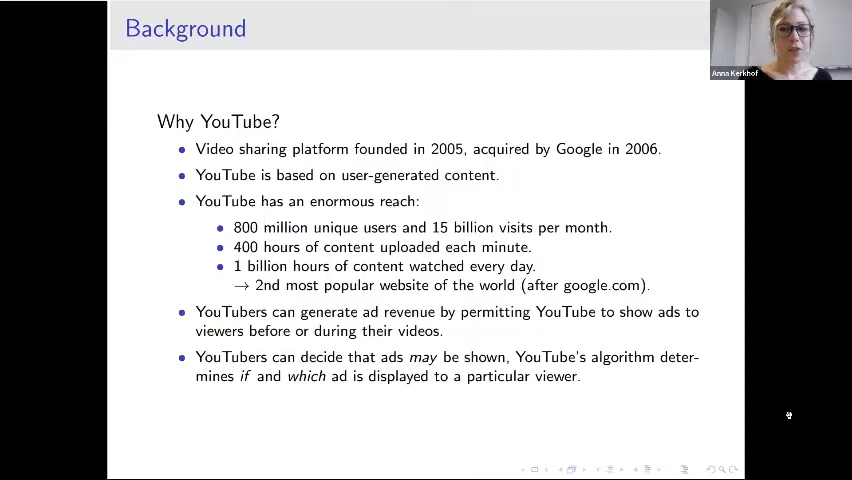 Background
Anna Kerkhof
Why YouTube?
• Video sharing platform founded in 2005, acquired by Google in 2006.
• YouTube is based on user-generated content.
• YouTube has an enormous reach:
• 800 million unique users and 15 billion visits per month.
• 400 hours of content uploaded each minute.
• 1 billion hours of content watched every day.
→ 2nd most popular website of the world (after google.com).
• YouTubers can generate ad revenue by permitting YouTube to show ads to
viewers before or during their videos.
• YouTubers can decide that ads may be shown, YouTube's algorithm deter-
mines if and which ad is displayed to a particular viewer.